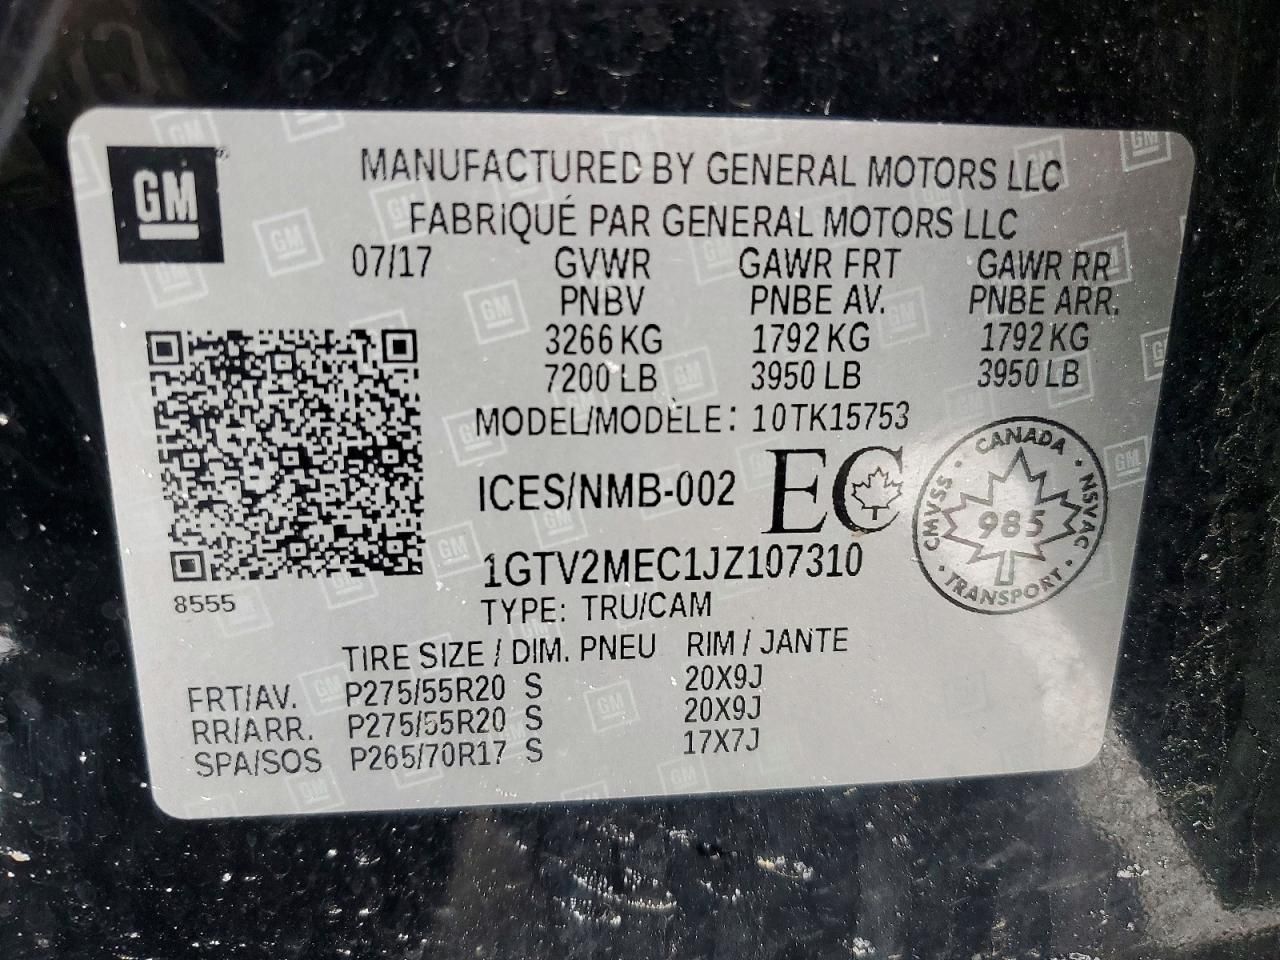 GM
MANUFACTURED BY GENERAL MOTORS LLC
FABRIQUÉ PAR GENERAL MOTORS LLC
07/17 GVWR GAWR FRT GAWR RR
PNBV PNBE AV. PNBE ARR.
3266 KG 1792 KG 1792 KG
7200 LB 3950 LB 3950 LB
MODEL/MODÈLE: 10TK15753
ICES/NMB-002 EC
CANADA
CMVSS 985 NSVAC
TRANSPORT
1GTV2MEC1JZ107310
8555
TYPE: TRU/CAM
TIRE SIZE / DIM. PNEU RIM / JANTE
FRT/AV. P275/55R20 S 20X9J
RR/ARR. P275/55R20 S 20X9J
SPA/SOS P265/70R17 S 17X7J